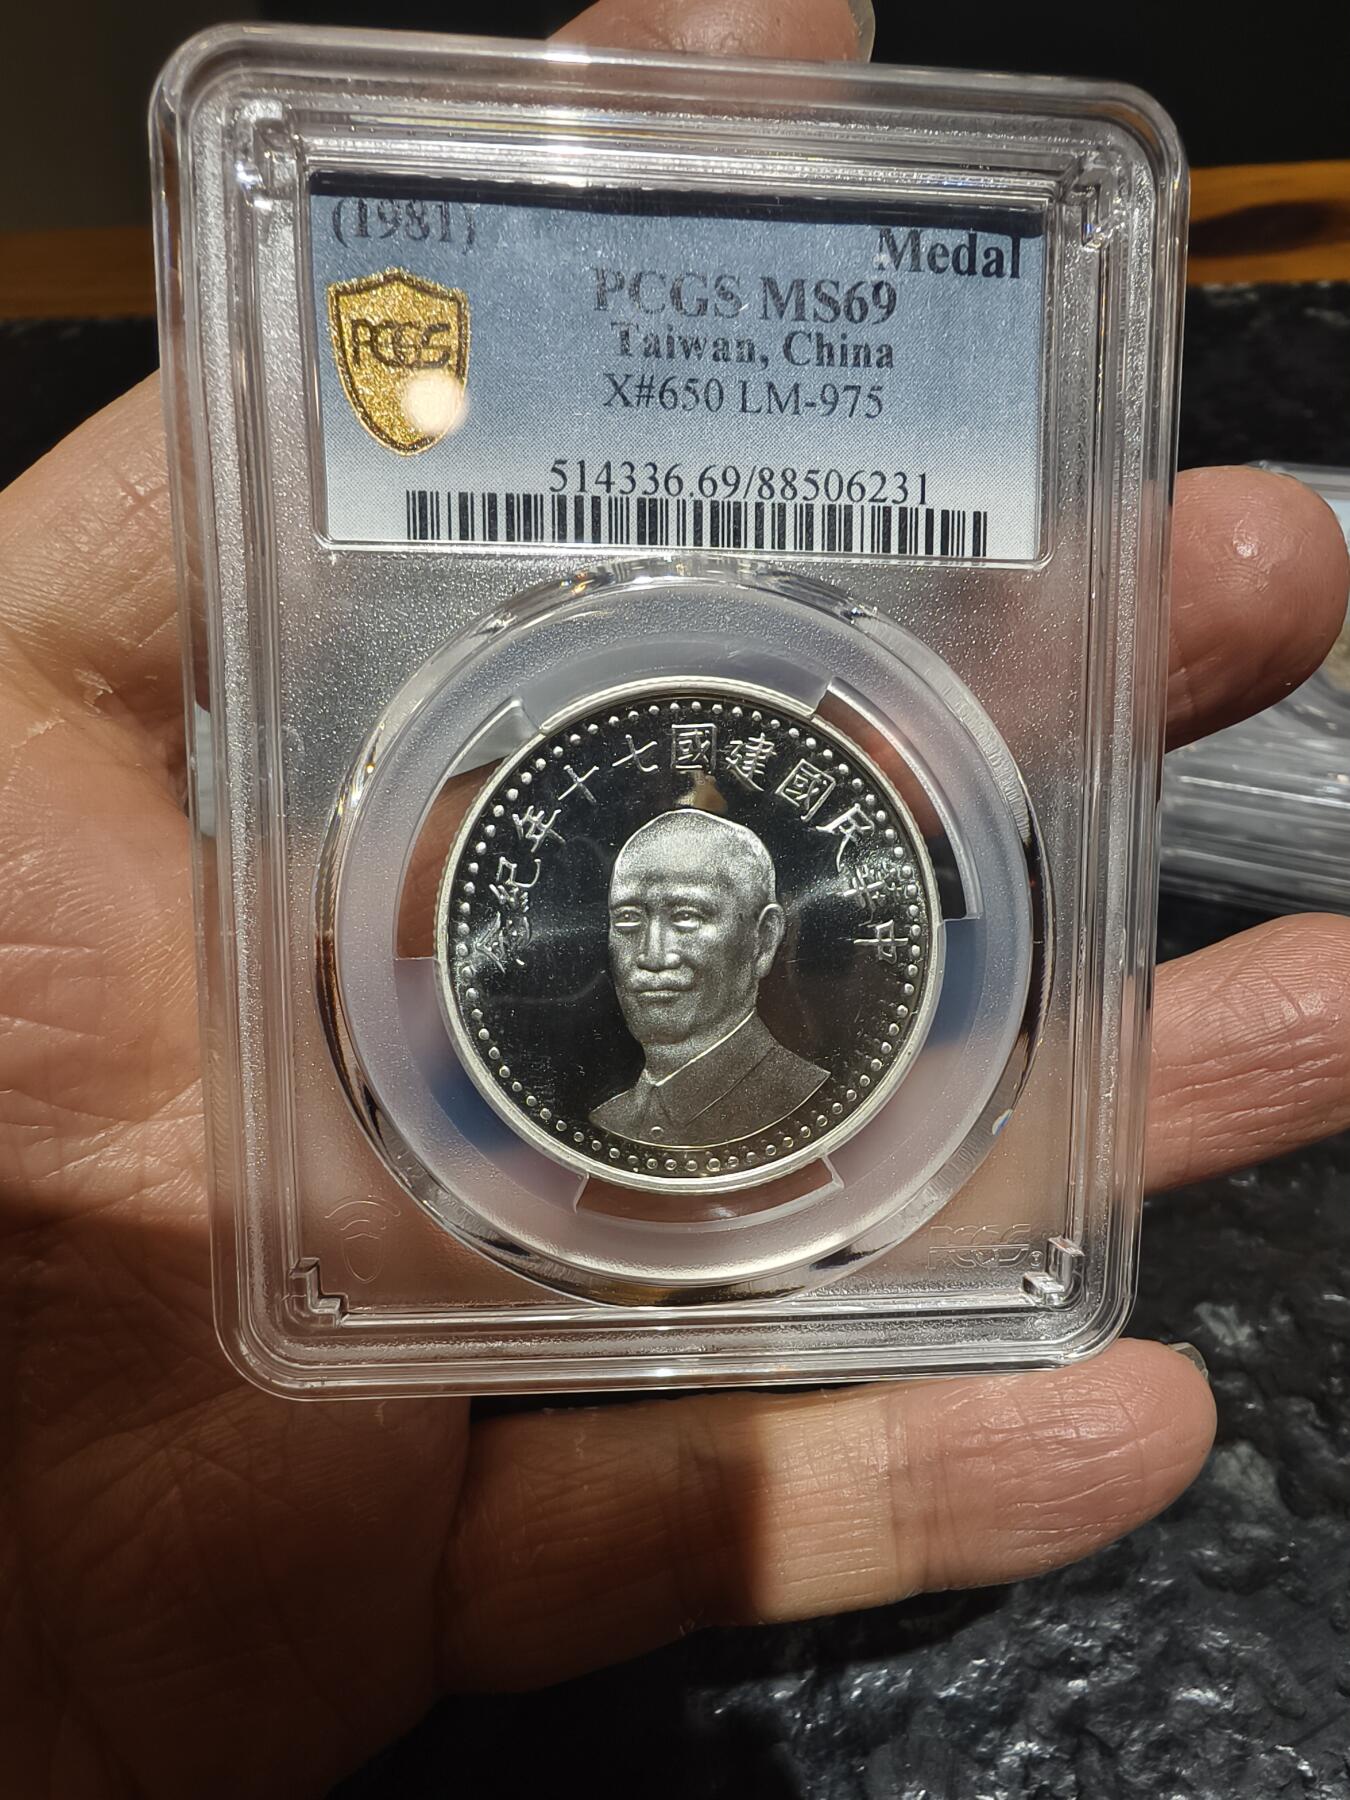 (1981)
Medal
PCGS MS69
PCGS
Taiwan, China
X#650 LM-975
514336.69/88506231
中華民國建國七十年紀念
PCGS